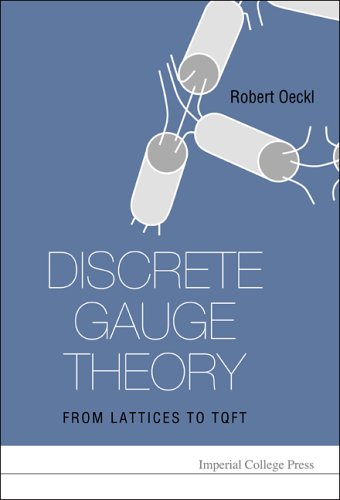 Robert Oeckl
DISCRETE
GAUGE
THEORY
FROM LATTICES TO TQFT
Imperial College Press